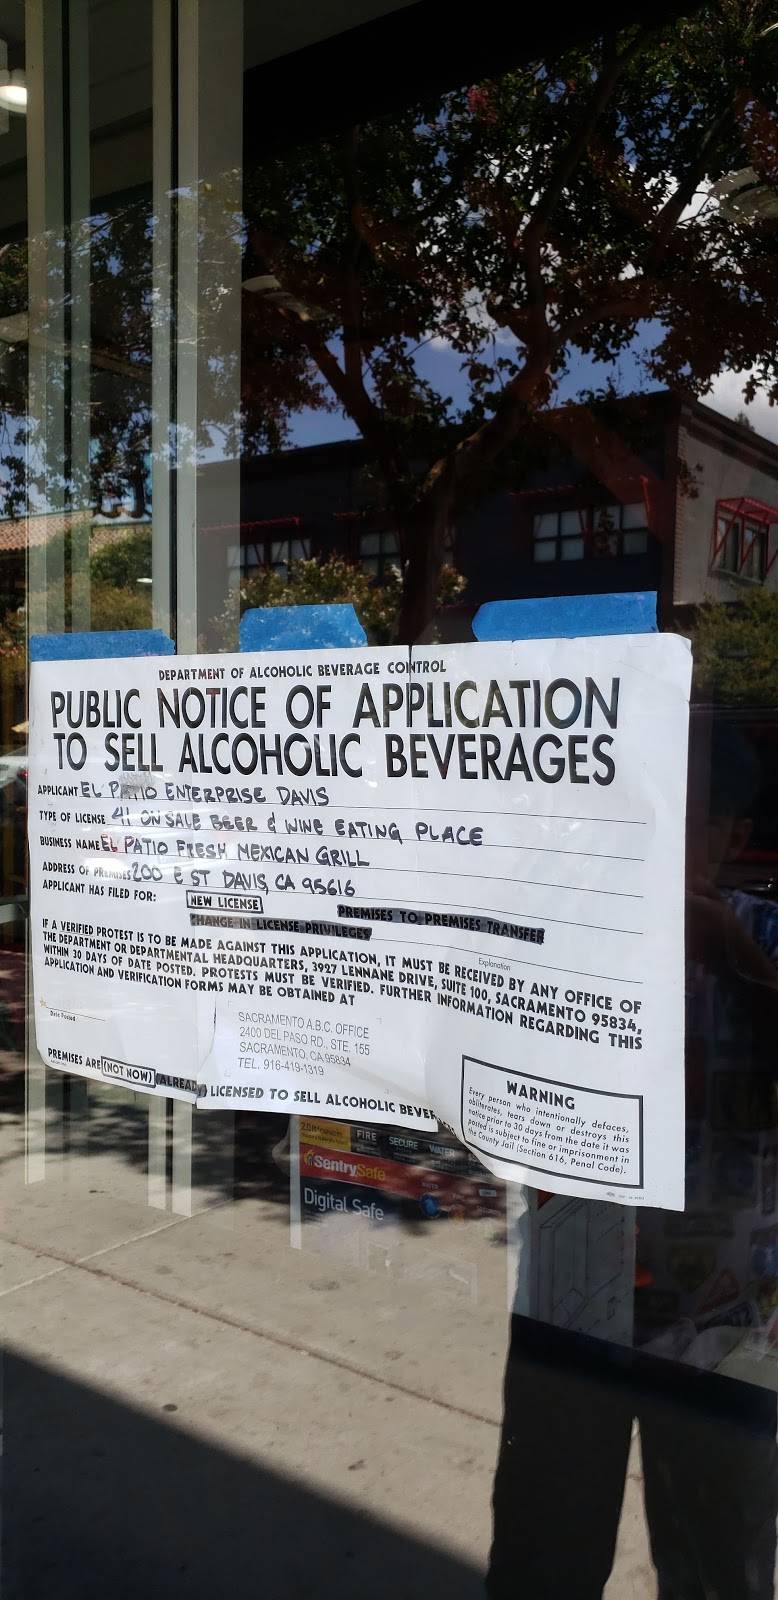 DEPARTMENT OF ALCOHOLIC BEVERAGE CONTROL
PUBLIC NOTICE OF APPLICATION
TO SELL ALCOHOLIC BEVERAGES
APPLICANT EL PATIO ENTERPRISE DAVIS
TYPE OF LICENSE 41 ON SALE BEER & WINE EATING PLACE
BUSINESS NAME EL PATIO FRESH MEXICAN GRILL
ADDRESS OF PREMISES 200 E ST DAVIS, CA 95616
APPLICANT HAS FILED FOR: NEW LICENSE PREMISES TO PREMISES TRANSFER
CHANGE IN LICENSE PRIVILEGES
Explanation
IF A VERIFIED PROTEST IS TO BE MADE AGAINST THIS APPLICATION, IT MUST BE RECEIVED BY ANY OFFICE OF
THE DEPARTMENT OR DEPARTMENTAL HEADQUARTERS, 3927 LENNANE DRIVE, SUITE 100, SACRAMENTO 95834,
WITHIN 30 DAYS OF DATE POSTED. PROTESTS MUST BE VERIFIED. FURTHER INFORMATION REGARDING THIS
APPLICATION AND VERIFICATION FORMS MAY BE OBTAINED AT
Date Posted
SACRAMENTO A.B.C. OFFICE
2400 DEL PASO RD., STE. 155
SACRAMENTO, CA 95834
TEL. 916-419-1319
PREMISES ARE (NOT NOW) (ALREADY) LICENSED TO SELL ALCOHOLIC
WARNING
Every person who intentionally defaces,
obliterates, tears down or destroys this
notice prior to 30 days from the date it was
posted is subject to fine or imprisonment in
the County Jail (Section 616, Penal Code).
FIRE SECURE WATER
SentrySafe
Digital Safe